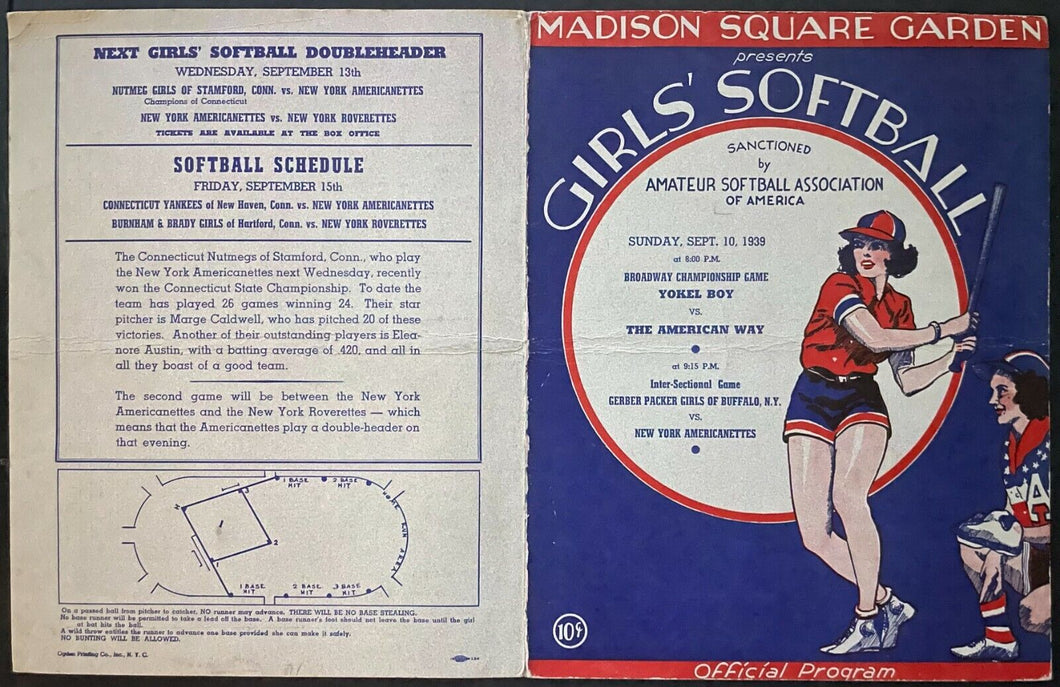 NEXT GIRLS' SOFTBALL DOUBLEHEADER
WEDNESDAY, SEPTEMBER 13th
NUTMEG GIRLS OF STAMFORD, CONN. vs. NEW YORK AMERICANETTES
Champions of Connecticut
NEW YORK AMERICANETTES vs. NEW YORK ROVERETTES
TICKETS ARE AVAILABLE AT THE BOX OFFICE
SOFTBALL SCHEDULE
FRIDAY, SEPTEMBER 15th
CONNECTICUT YANKEES of New Haven, Conn. vs. NEW YORK AMERICANETTES
BURNHAM & BRADY GIRLS of Hartford, Conn. vs. NEW YORK ROVERETTES
The Connecticut Nutmegs of Stamford, Conn., who play
the New York Americanettes next Wednesday, recently
won the Connecticut State Championship. To date the
team has played 26 games winning 24. Their star
pitcher is Marge Caldwell, who has pitched 20 of these
victories. Another of their outstanding players is Elea-
nore Austin, with a batting average of .420, and all in
all they boast of a good team.
The second game will be between the New York
Americanettes and the New York Roverettes — which
means that the Americanettes play a double-header on
that evening.
1 BASE HIT
2 BASE HIT
HOME RUN AREA
H
3
1
2
1 BASE HIT
2 BASE HIT
3 BASE HIT
On a passed ball from pitcher to catcher, NO runner may advance. THERE WILL BE NO BASE STEALING.
No base runner will be permitted to take a lead off the base. A base runner's foot should not leave the base until the girl
at bat hits the ball.
A wild throw entitles the runner to advance one base provided she can make it safely.
NO BUNTING WILL BE ALLOWED.
Ogden Printing Co., Inc., N. Y. C.
MADISON SQUARE GARDEN
presents
GIRLS' SOFTBALL
SANCTIONED
by
AMATEUR SOFTBALL ASSOCIATION
OF AMERICA
SUNDAY, SEPT. 10, 1939
at 8:00 P.M.
BROADWAY CHAMPIONSHIP GAME
YOKEL BOY
VS.
THE AMERICAN WAY
at 9:15 P.M.
Inter-Sectional Game
GERBER PACKER GIRLS OF BUFFALO, N.Y.
VS.
NEW YORK AMERICANETTES
A
10¢
Official Program